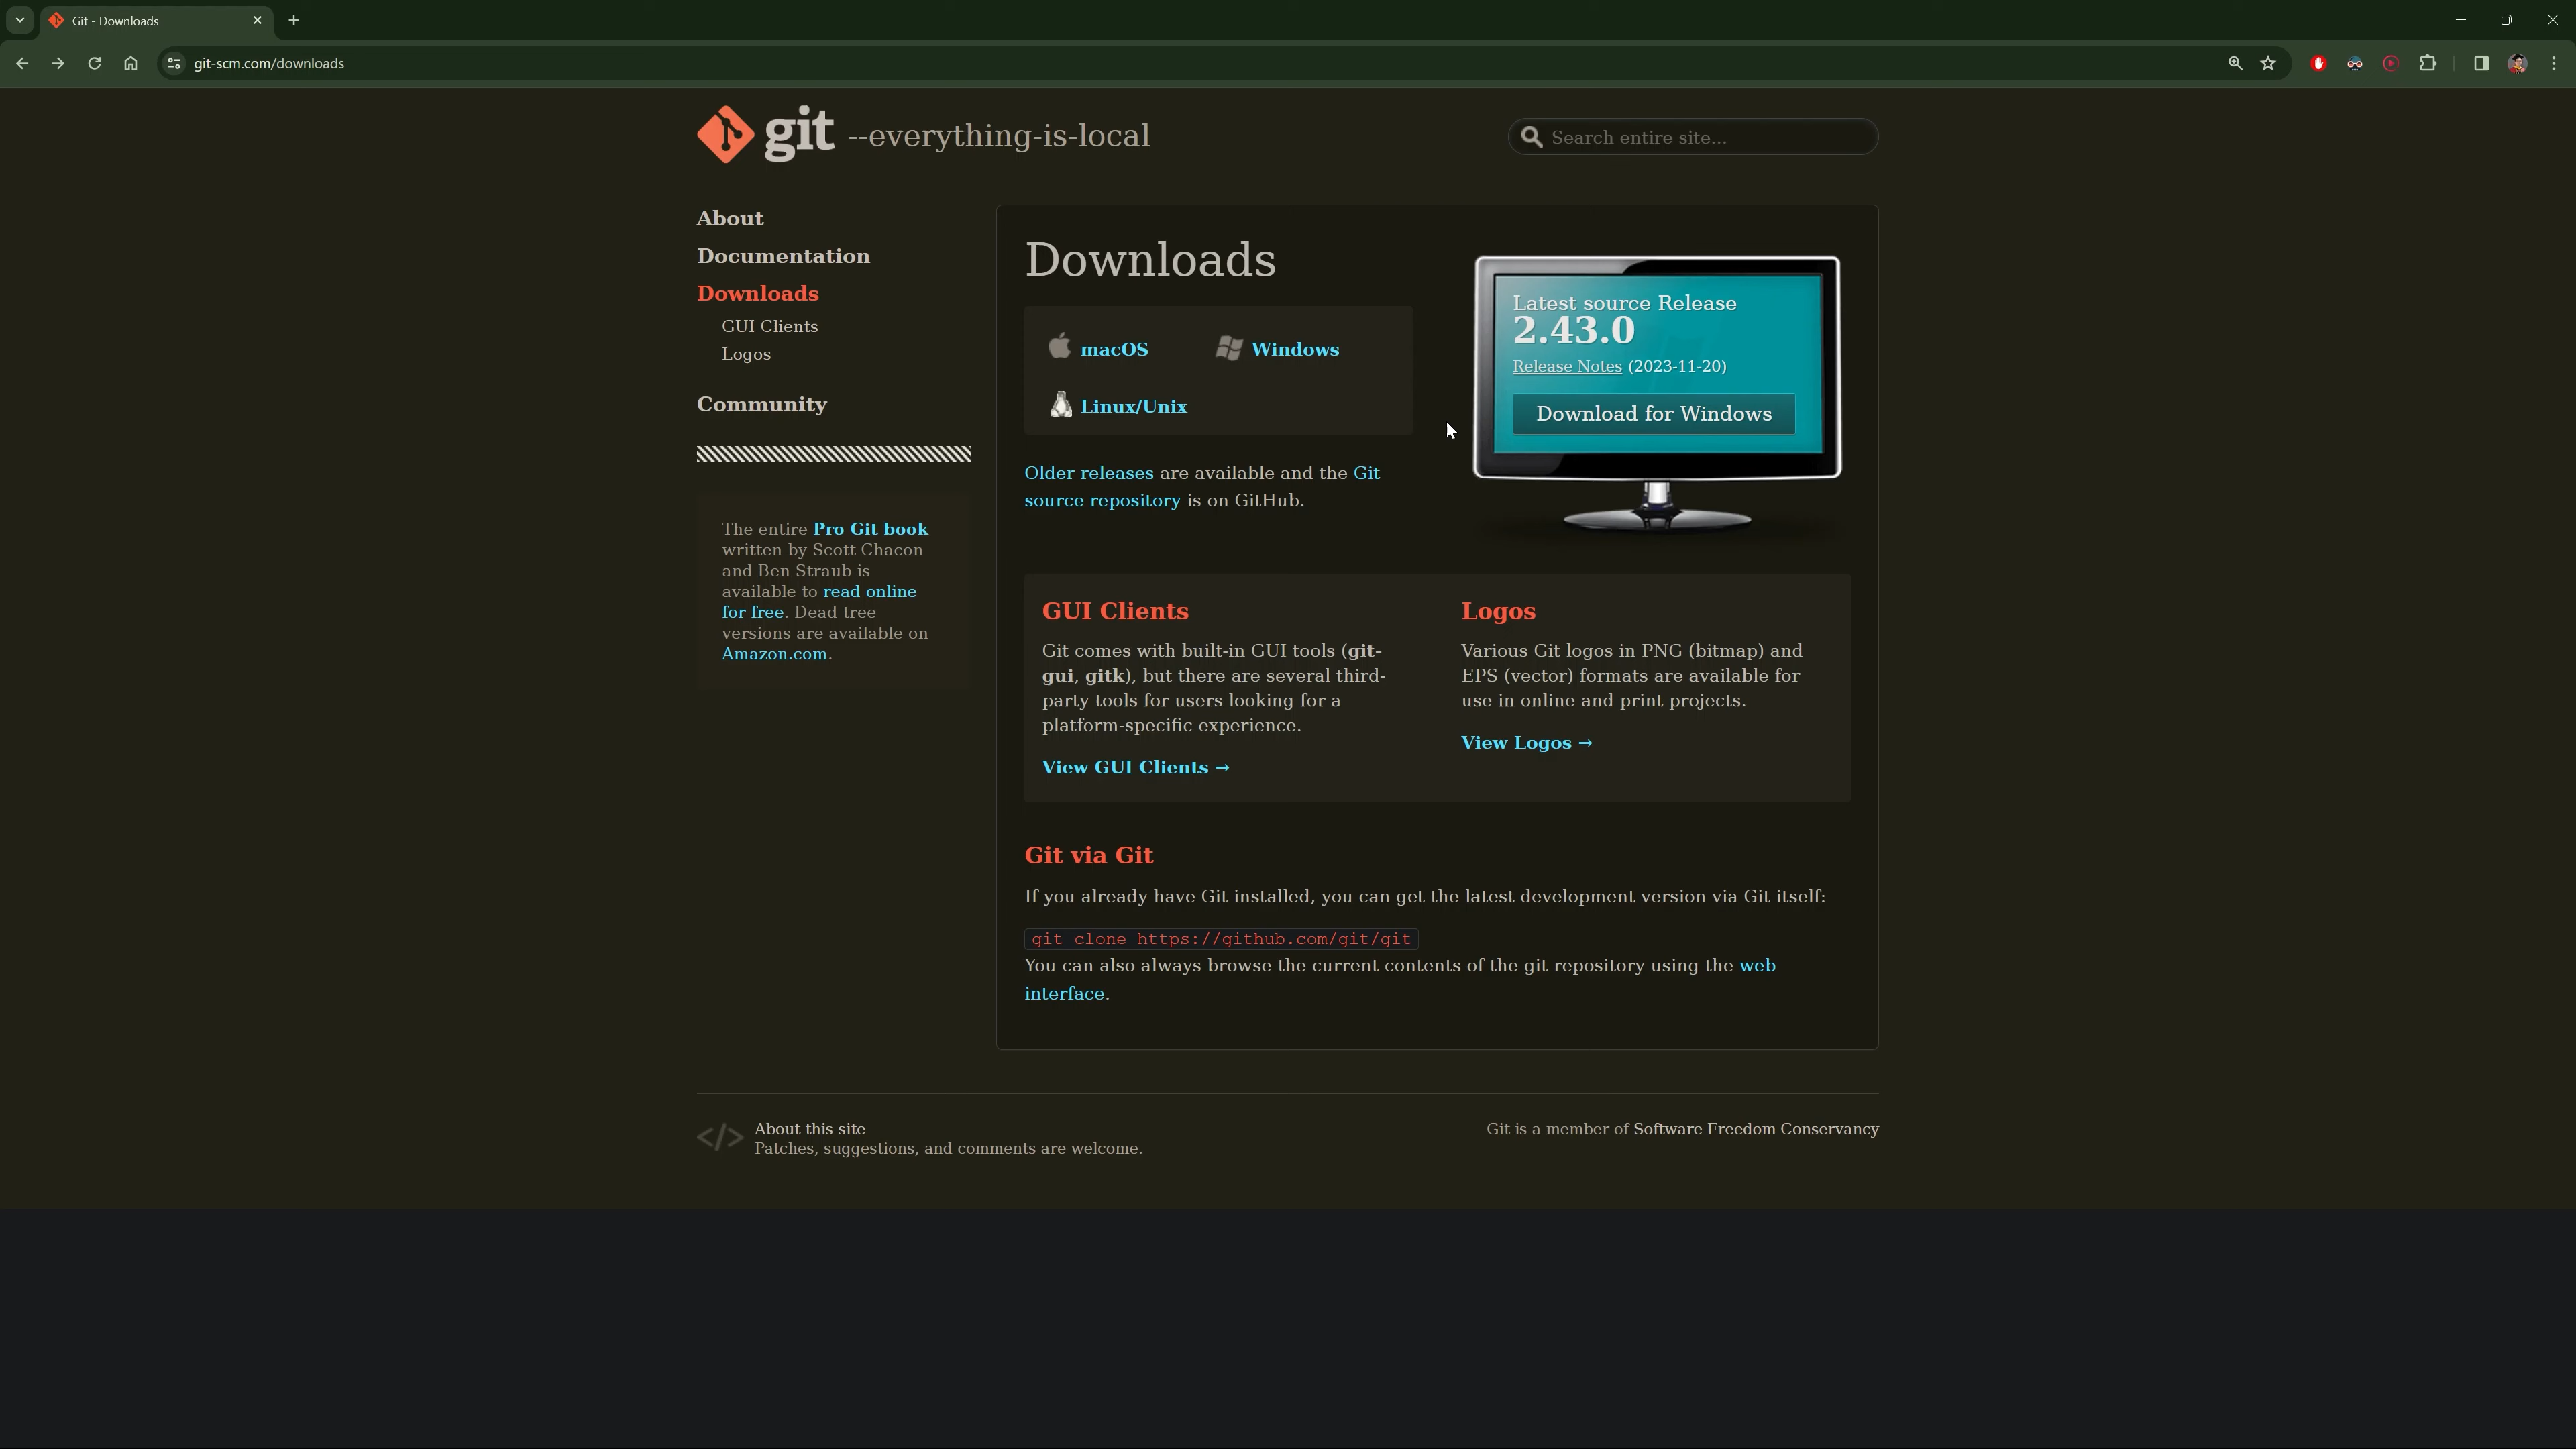 Git - Downloads
git-scm.com/downloads
git --everything-is-local
Search entire site...
About
Documentation
Downloads
GUI Clients
Logos
Community
The entire Pro Git book
written by Scott Chacon
and Ben Straub is
available to read online
for free. Dead tree
versions are available on
Amazon.com.
Downloads
macOS
Windows
Linux/Unix
Older releases are available and the Git
source repository is on GitHub.
Latest source Release
2.43.0
Release Notes (2023-11-20)
Download for Windows
GUI Clients
Git comes with built-in GUI tools (git-
gui, gitk), but there are several third-
party tools for users looking for a
platform-specific experience.
View GUI Clients →
Logos
Various Git logos in PNG (bitmap) and
EPS (vector) formats are available for
use in online and print projects.
View Logos →
Git via Git
If you already have Git installed, you can get the latest development version via Git itself:
git clone https://github.com/git/git
You can also always browse the current contents of the git repository using the web
interface.
</> About this site
Patches, suggestions, and comments are welcome.
Git is a member of Software Freedom Conservancy